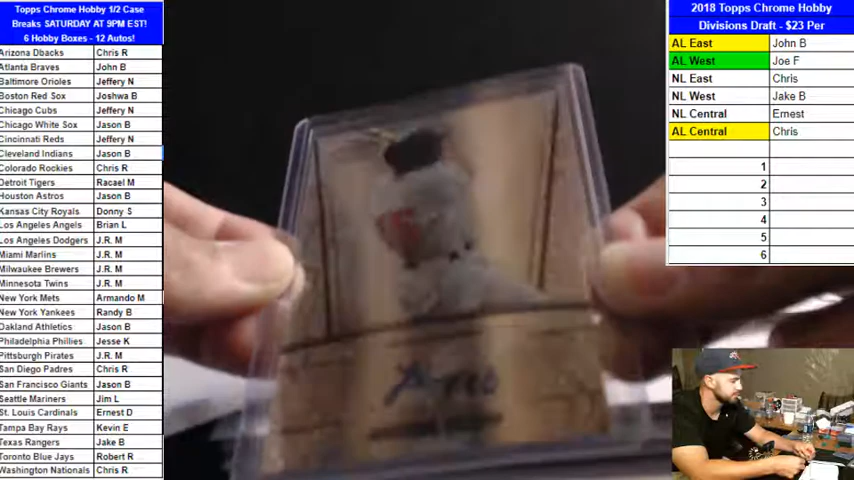 Topps Chrome Hobby 1/2 Case
Breaks SATURDAY AT 9PM EST!
6 Hobby Boxes - 12 Autos!
Arizona Dbacks Chris R
Atlanta Braves John B
Baltimore Orioles Jeffery N
Boston Red Sox Joshwa B
Chicago Cubs Jeffery N
Chicago White Sox Jason B
Cincinnati Reds Jeffery N
Cleveland Indians Jason B
Colorado Rockies Chris R
Detroit Tigers Racael M
Houston Astros Jason B
Kansas City Royals Donny S
Los Angeles Angels Brian L
Los Angeles Dodgers J.R. M
Miami Marlins J.R. M
Milwaukee Brewers J.R. M
Minnesota Twins J.R. M
New York Mets Armando M
New York Yankees Randy B
Oakland Athletics Jason B
Philadelphia Phillies Jesse K
Pittsburgh Pirates J.R. M
San Diego Padres Chris R
San Francisco Giants Jason B
Seattle Mariners Jim L
St. Louis Cardinals Ernest D
Tampa Bay Rays Kevin E
Texas Rangers Jake B
Toronto Blue Jays Robert R
Washington Nationals Chris R
2018 Topps Chrome Hobby
Divisions Draft - $23 Per
AL East John B
AL West Joe F
NL East Chris
NL West Jake B
NL Central Ernest
AL Central Chris
1
2
3
4
5
6